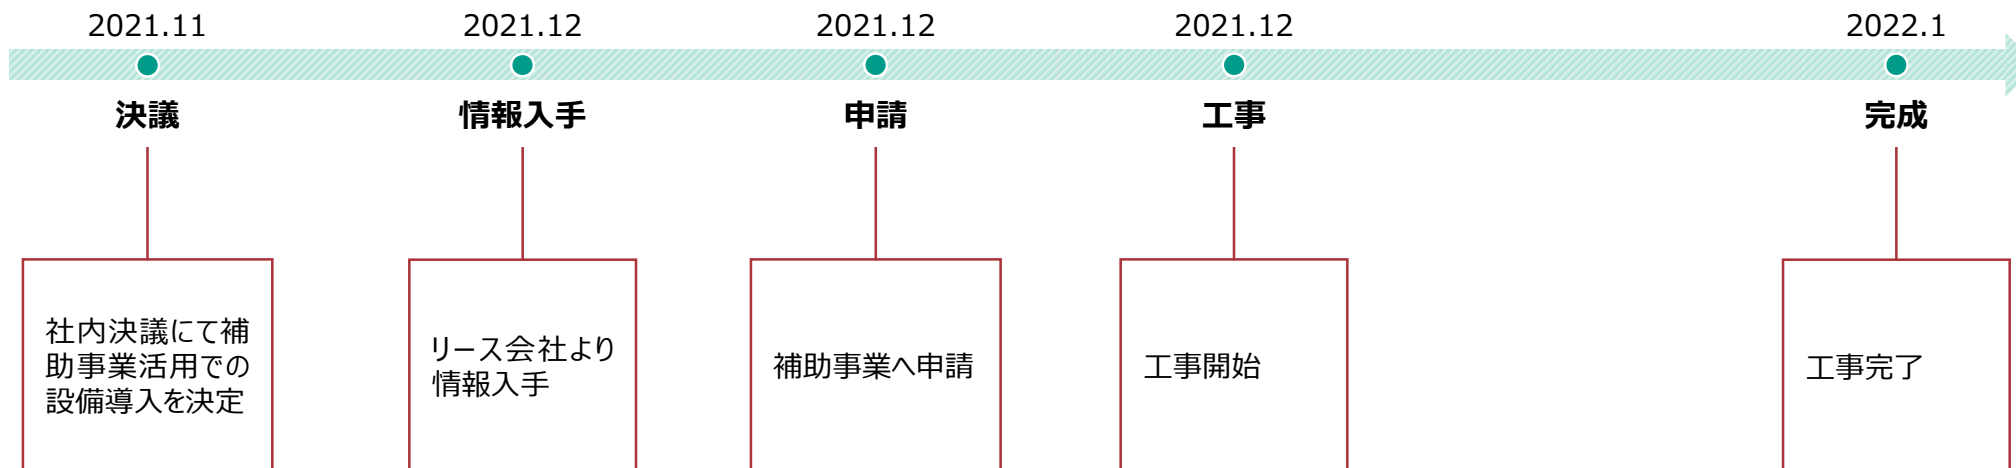 2021.11
2021.12
2021.12
2021.12
2022.1
決議
情報入手
申請
工事
完成
社内決議にて補
助事業活用での
設備導入を決定
リース会社より
情報入手
補助事業へ申請
工事開始
工事完了